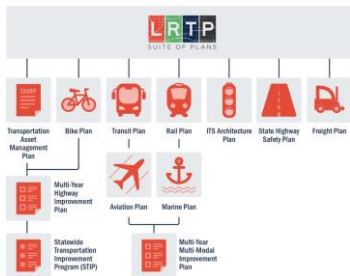 LRTP
SUITE OF PLANS
TAMP
Transportation
Asset
Management
Plan
Bike Plan
Transit Plan
Rail Plan
ITS Architecture
Plan
State Highway
Safety Plan
Freight Plan
Multi-Year
Highway
Improvement
Plan
Aviation Plan
Marine Plan
Statewide
Transportation
Improvement
Program (STIP)
Multi-Year
Multi-Modal
Improvement Plan